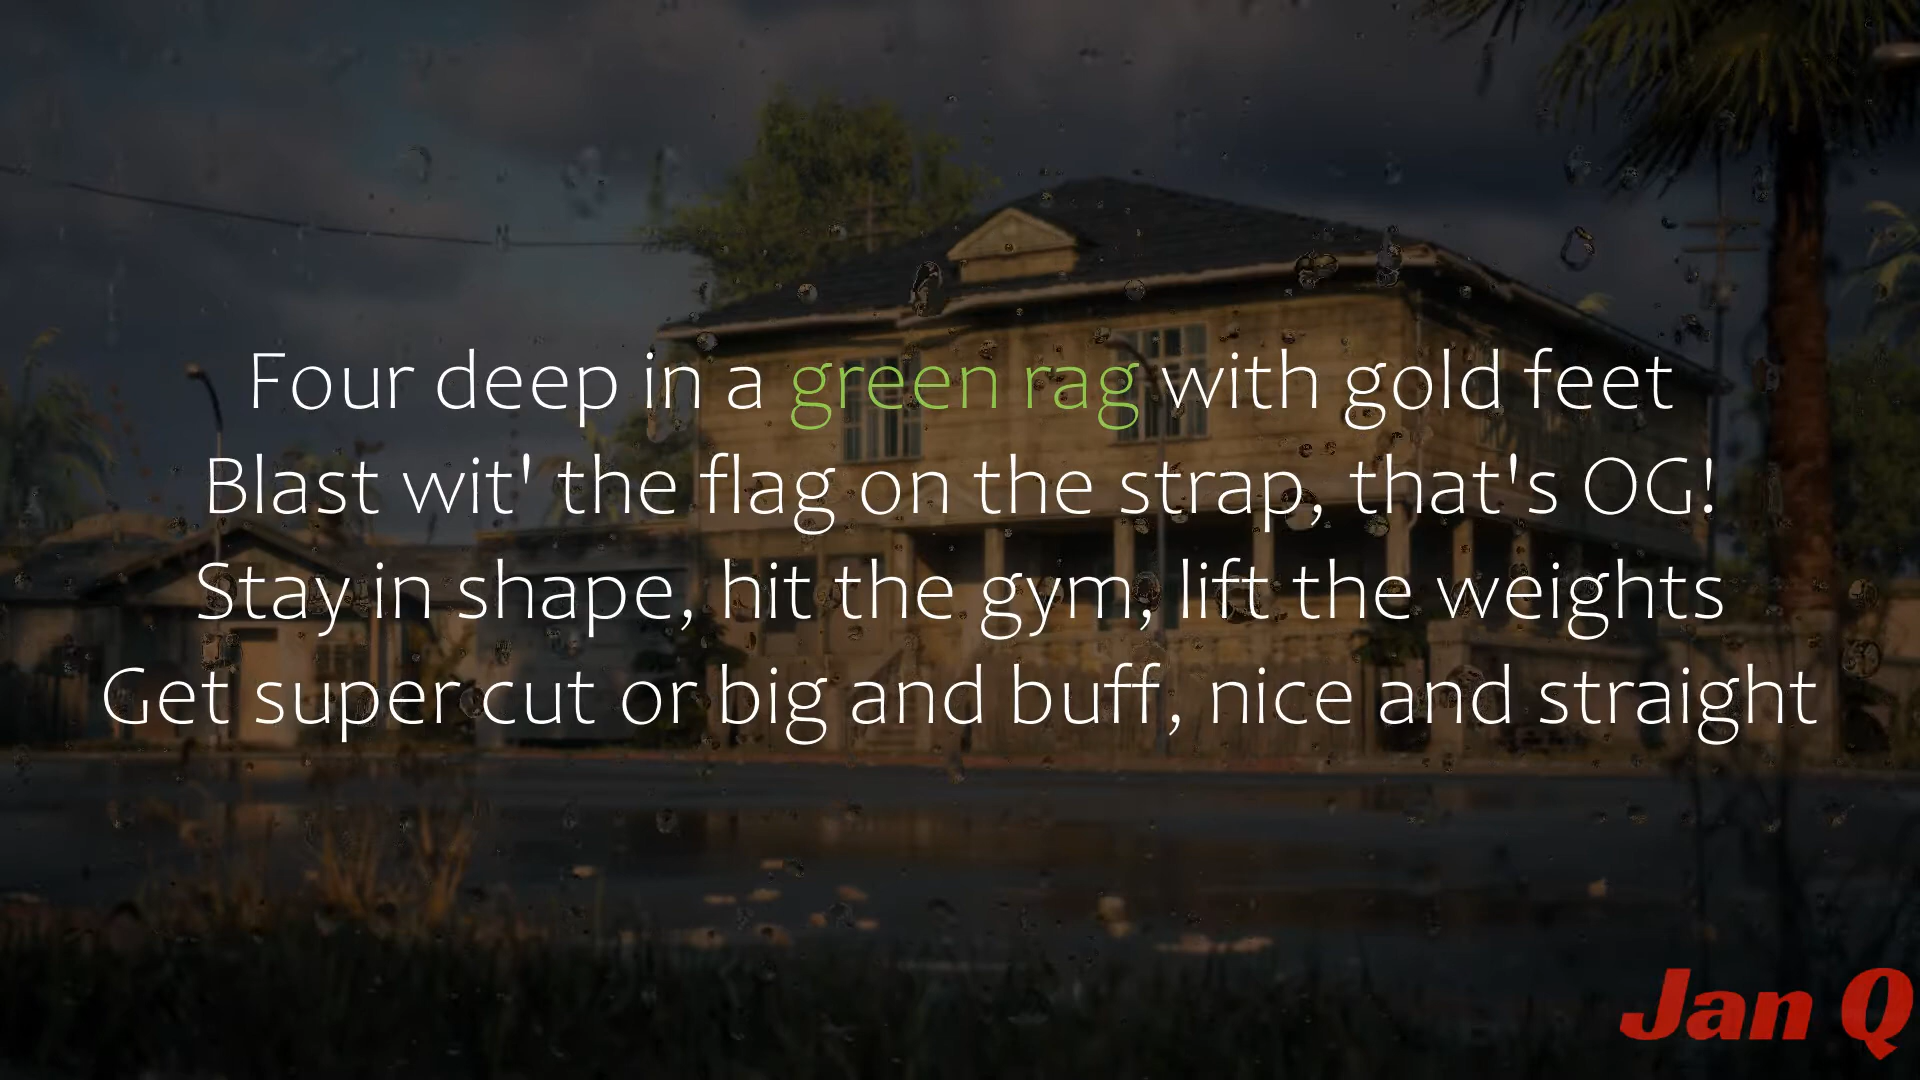 Four deep in a green rag with gold feet
Blast wit' the flag on the strap, that's OG!
Stay in shape, hit the gym, lift the weights
Get super cut or big and buff, nice and straight
Jan Q